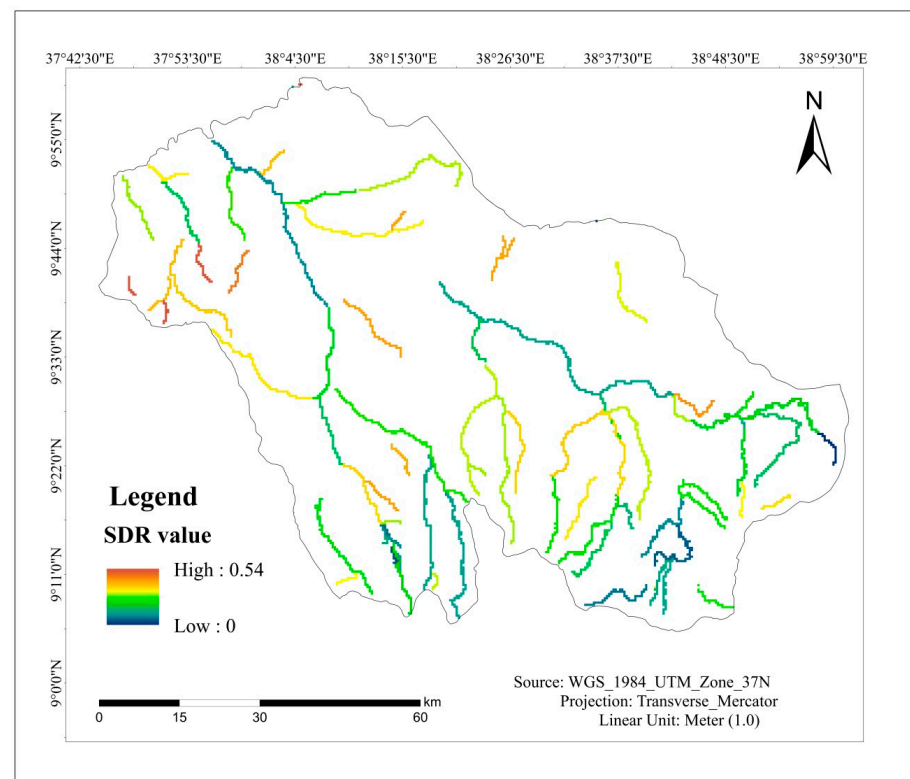 37°42'30"E 37°53'30"E 38°4'30"E 38°15'30"E 38°26'30"E 38°37'30"E 38°48'30"E 38°59'30"E
N
9°55'0"N
9°44'0"N
9°33'0"N
9°22'0"N
9°11'0"N
9°0'0"N
Legend
SDR value
High : 0.54
Low : 0
km
0 15 30 60
Source: WGS_1984_UTM_Zone_37N
Projection: Transverse_Mercator
Linear Unit: Meter (1.0)